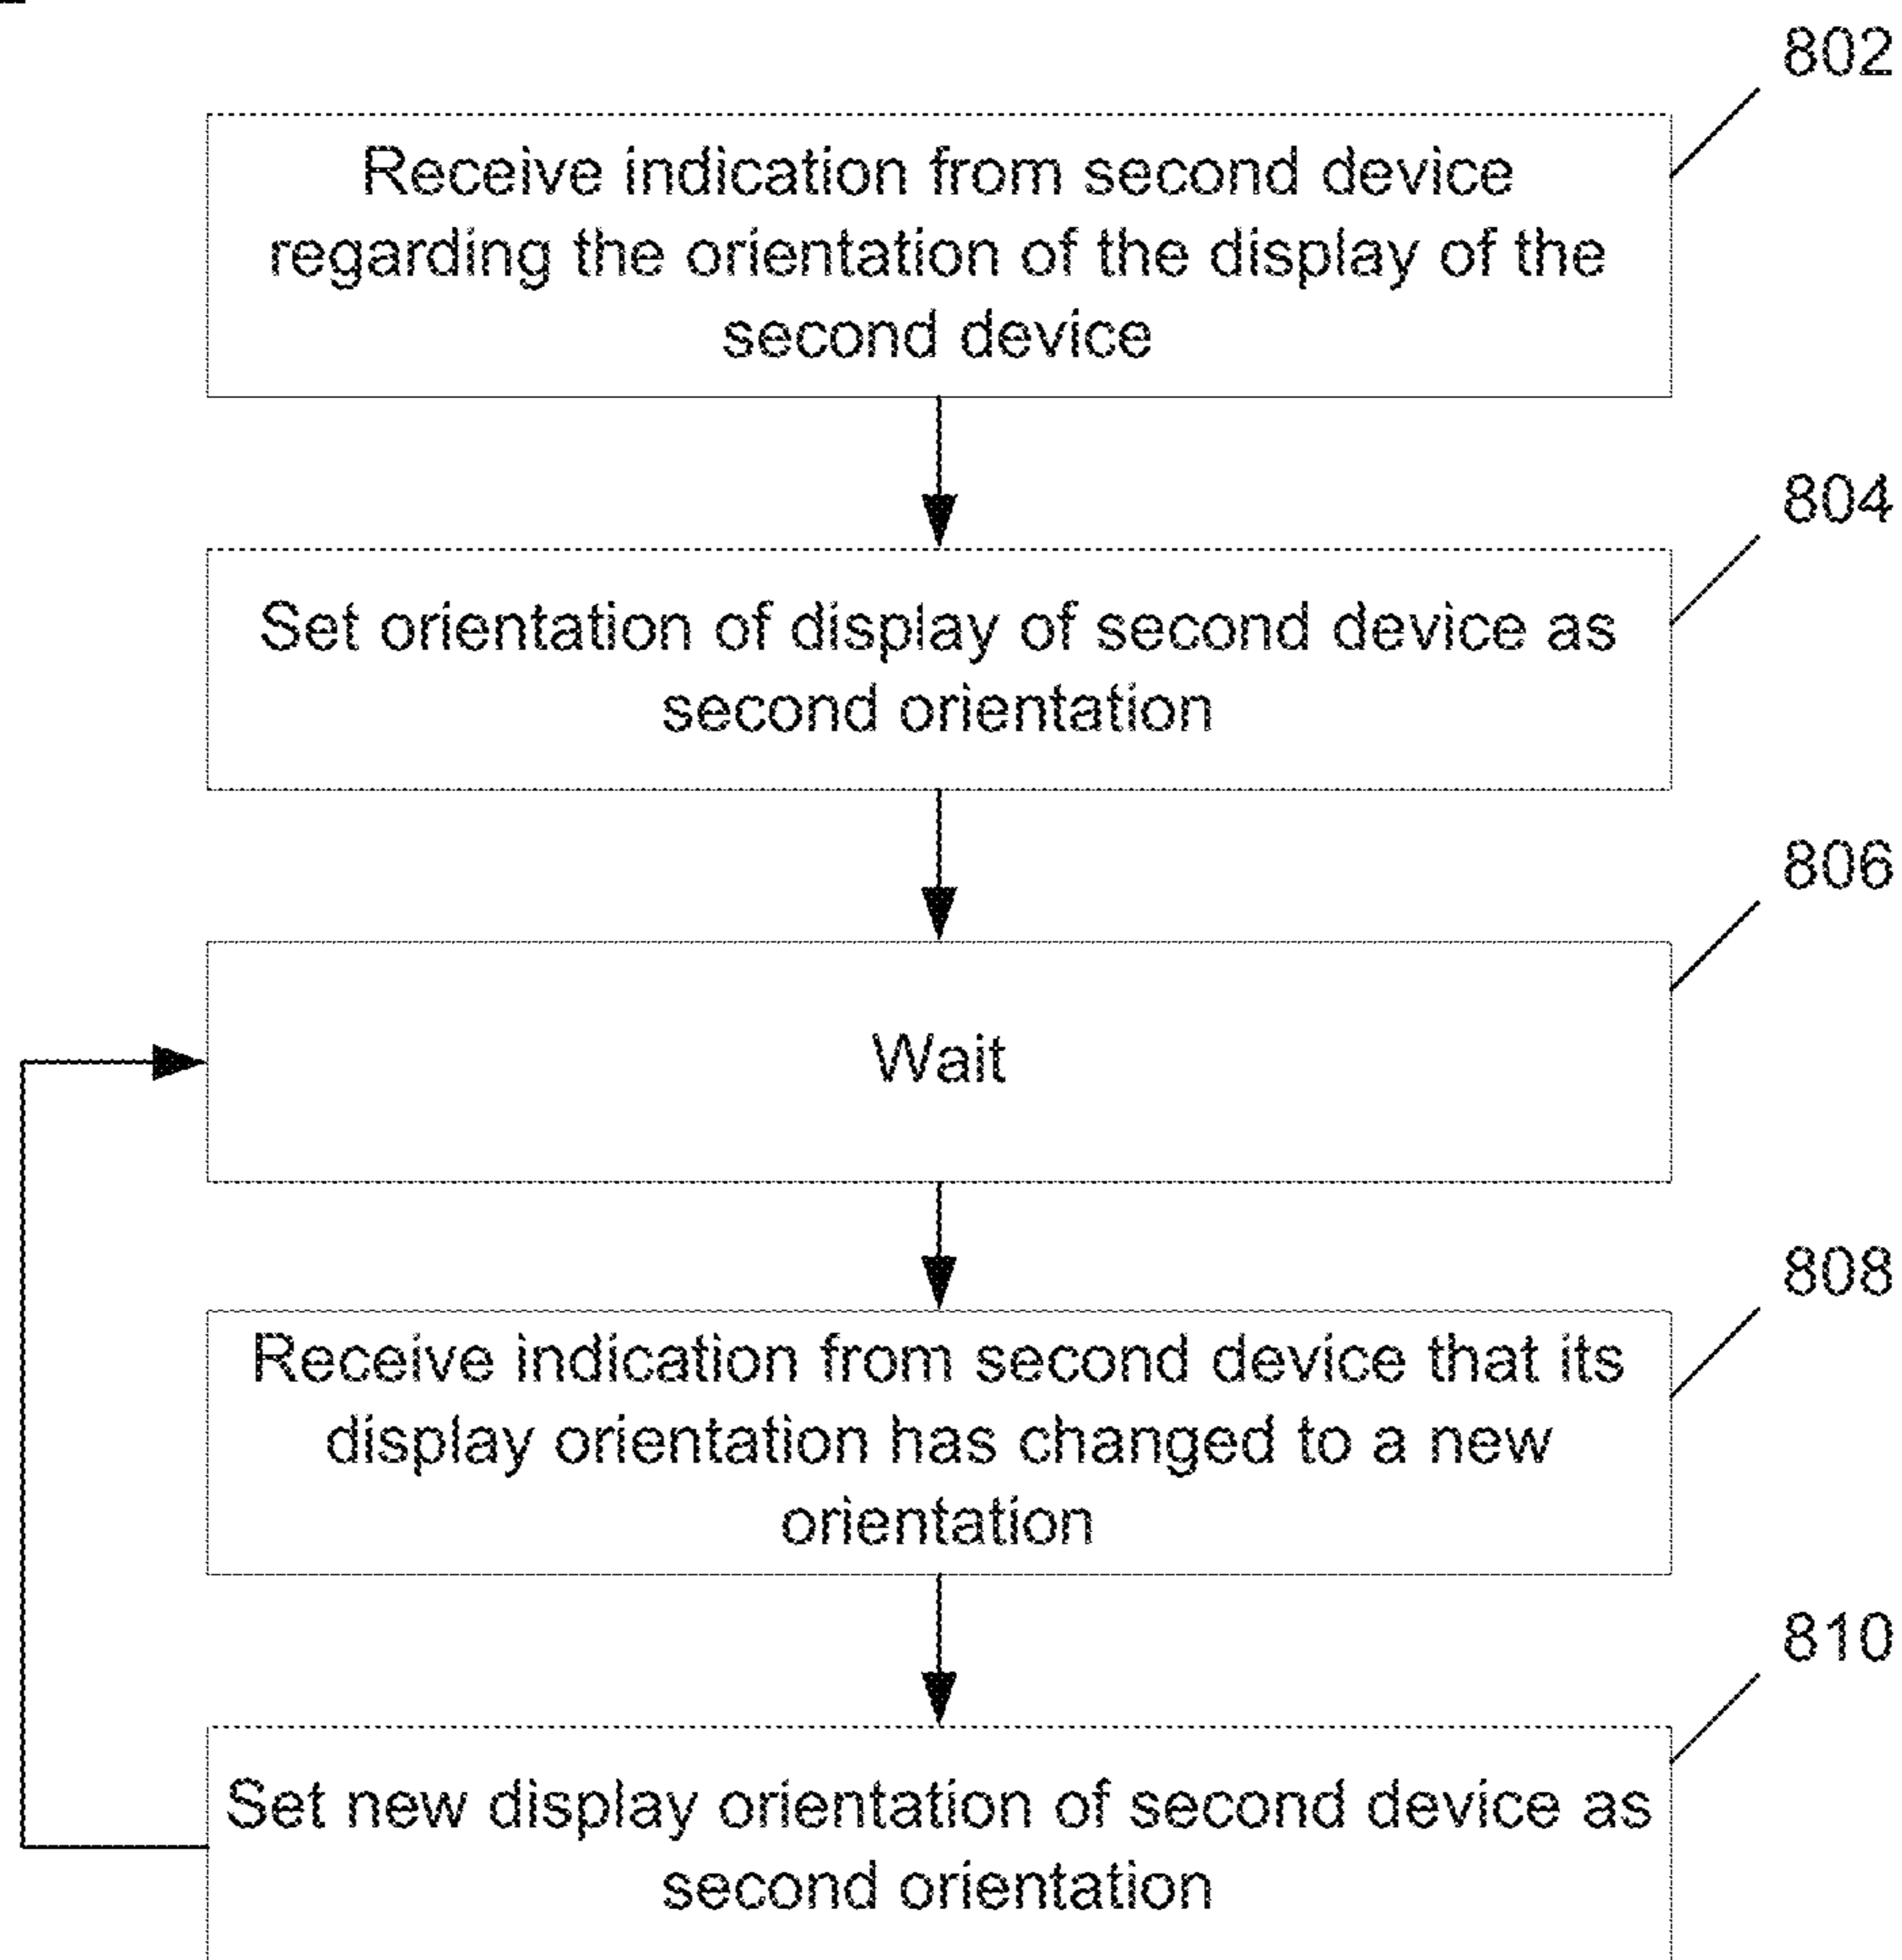 802
Receive indication from second device
regarding the orientation of the display of the
second device
804
Set orientation of display of second device as
second orientation
806
Wait
808
Receive indication from second device that its
display orientation has changed to a new
orientation
810
Set new display orientation of second device as
second orientation